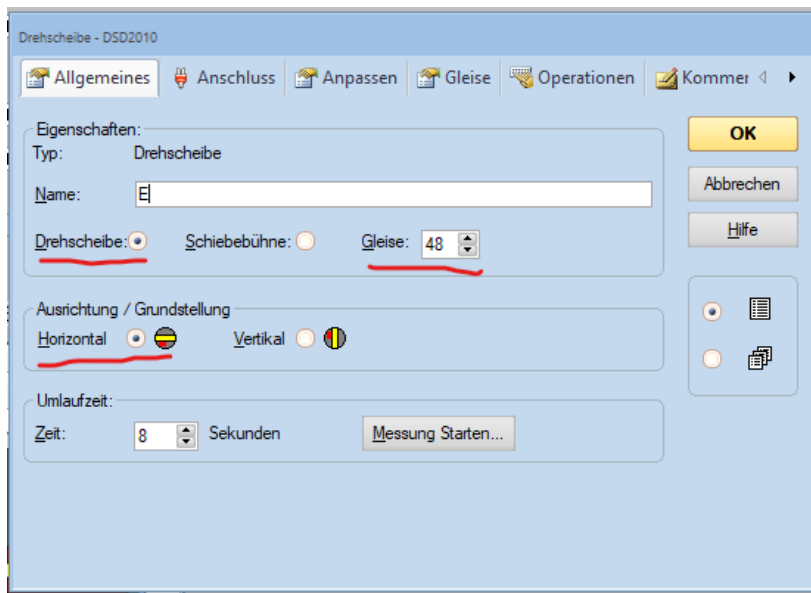 Drehscheibe - DSD2010
Allgemeines Anschluss Anpassen Gleise Operationen Kommer
Eigenschaften:
Typ: Drehscheibe
Name: E
Drehscheibe: Schiebebühne: Gleise: 48
Ausrichtung / Grundstellung
Horizontal Vertikal
Umlaufzeit:
Zeit: 8 Sekunden Messung Starten...
OK
Abbrechen
Hilfe